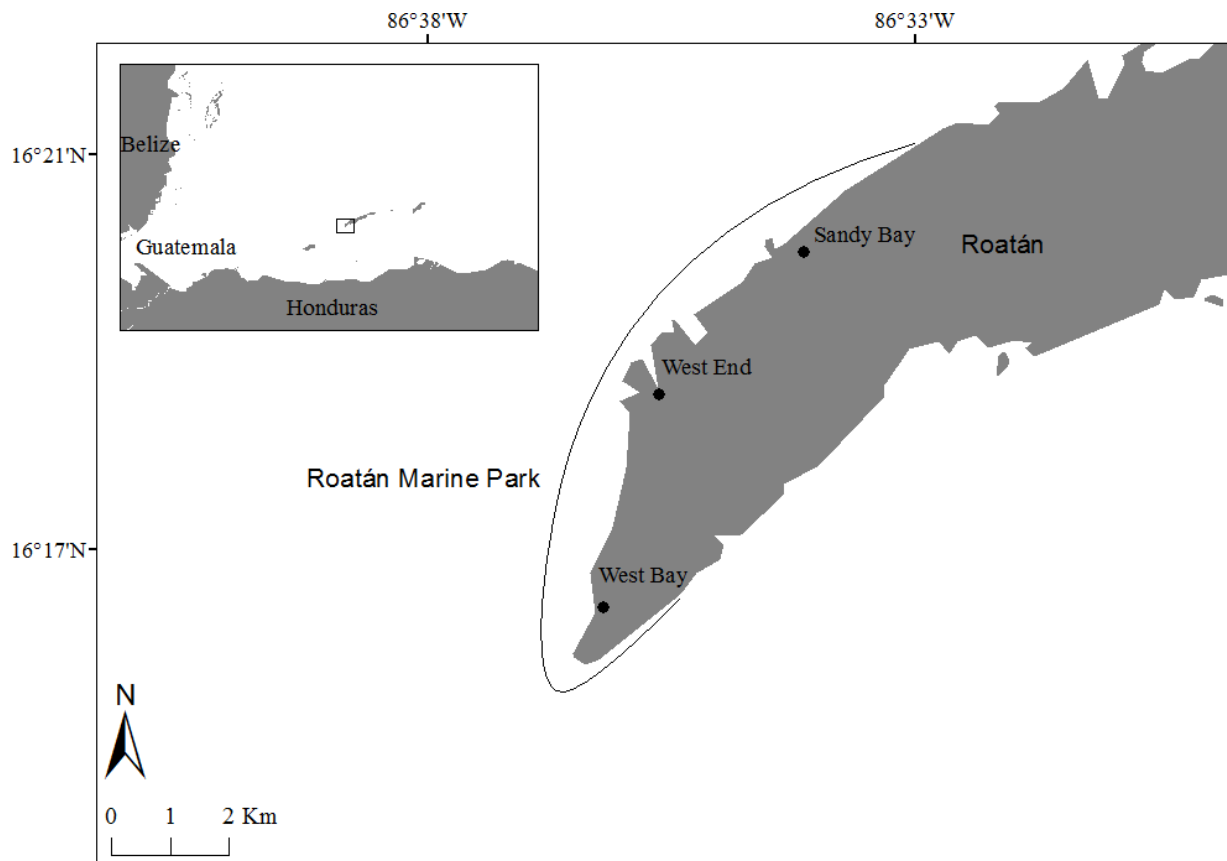 86°38'W
86°33'W
16°21'N
Belize
Guatemala
Honduras
Sandy Bay
Roatán
West End
Roatán Marine Park
16°17'N
West Bay
N
0 1 2 Km